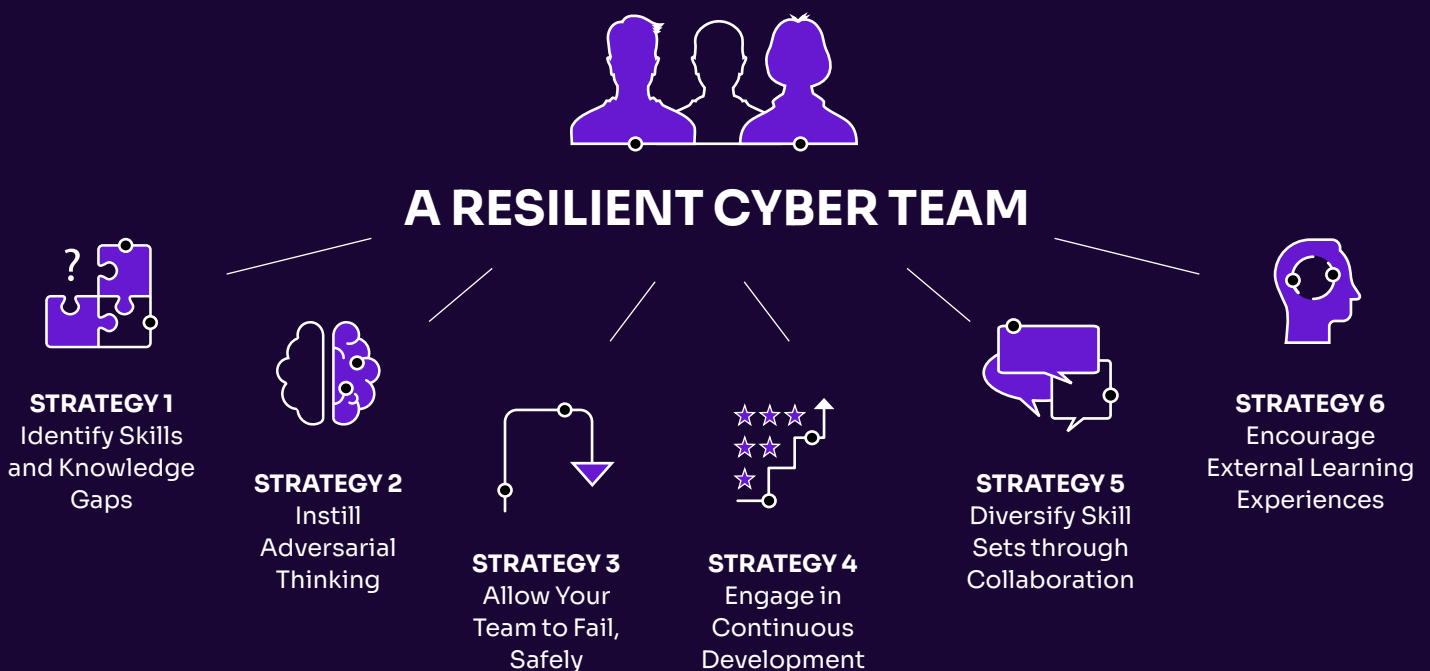 A RESILIENT CYBER TEAM
?
STRATEGY 1
Identify Skills
and Knowledge
Gaps
STRATEGY 2
Instill
Adversarial
Thinking
STRATEGY 3
Allow Your
Team to Fail,
Safely
STRATEGY 4
Engage in
Continuous
Development
STRATEGY 5
Diversify Skill
Sets through
Collaboration
STRATEGY 6
Encourage
External Learning
Experiences